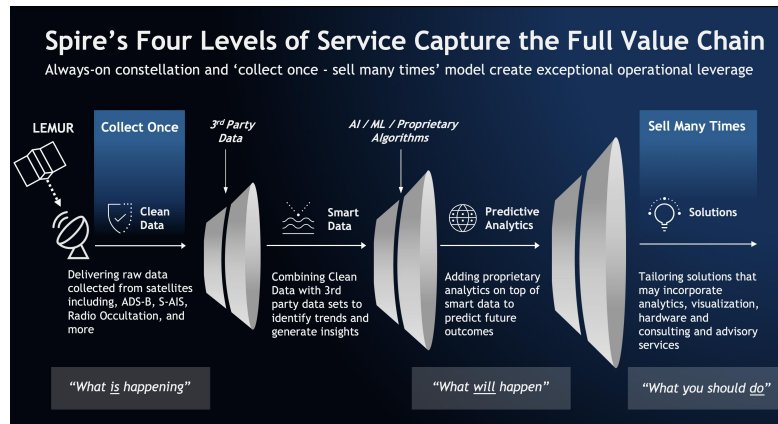 Spire’s Four Levels of Service Capture the Full Value Chain
Always-on constellation and ‘collect once - sell many times’ model create exceptional operational leverage
LEMUR
Collect Once
3rd Party
Data
AI / ML / Proprietary
Algorithms
Sell Many Times
Clean
Data
Smart
Data
Predictive
Analytics
Solutions
Delivering raw data
collected from satellites
including, ADS-B, S-AIS,
Radio Occultation, and
more
Combining Clean
Data with 3rd
party data sets to
identify trends and
generate insights
Adding proprietary
analytics on top of
smart data to
predict future
outcomes
Tailoring solutions that
may incorporate
analytics, visualization,
hardware and
consulting and advisory
services
“What is happening”
“What will happen”
“What you should do”